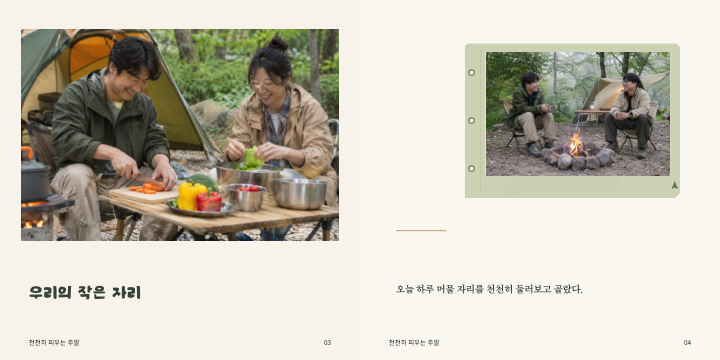 우리의 작은 자리
천천히 피우는 주말
03
오늘 하루 머물 자리를 천천히 둘러보고 골랐다.
천천히 피우는 주말
04